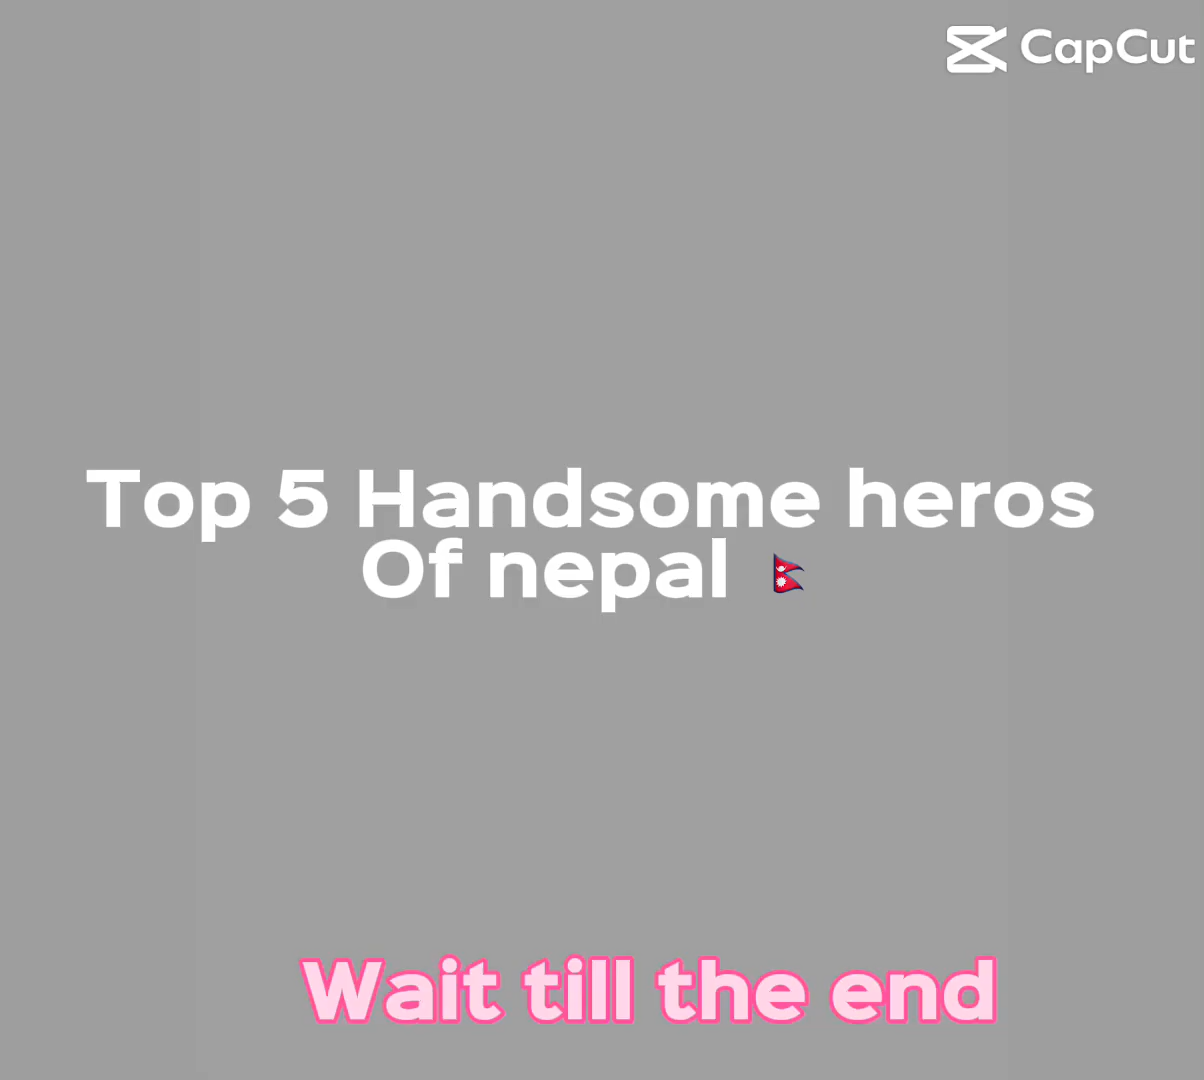 CapCut
Top 5 Handsome heros
Of nepal 🇳🇵
Wait till the end